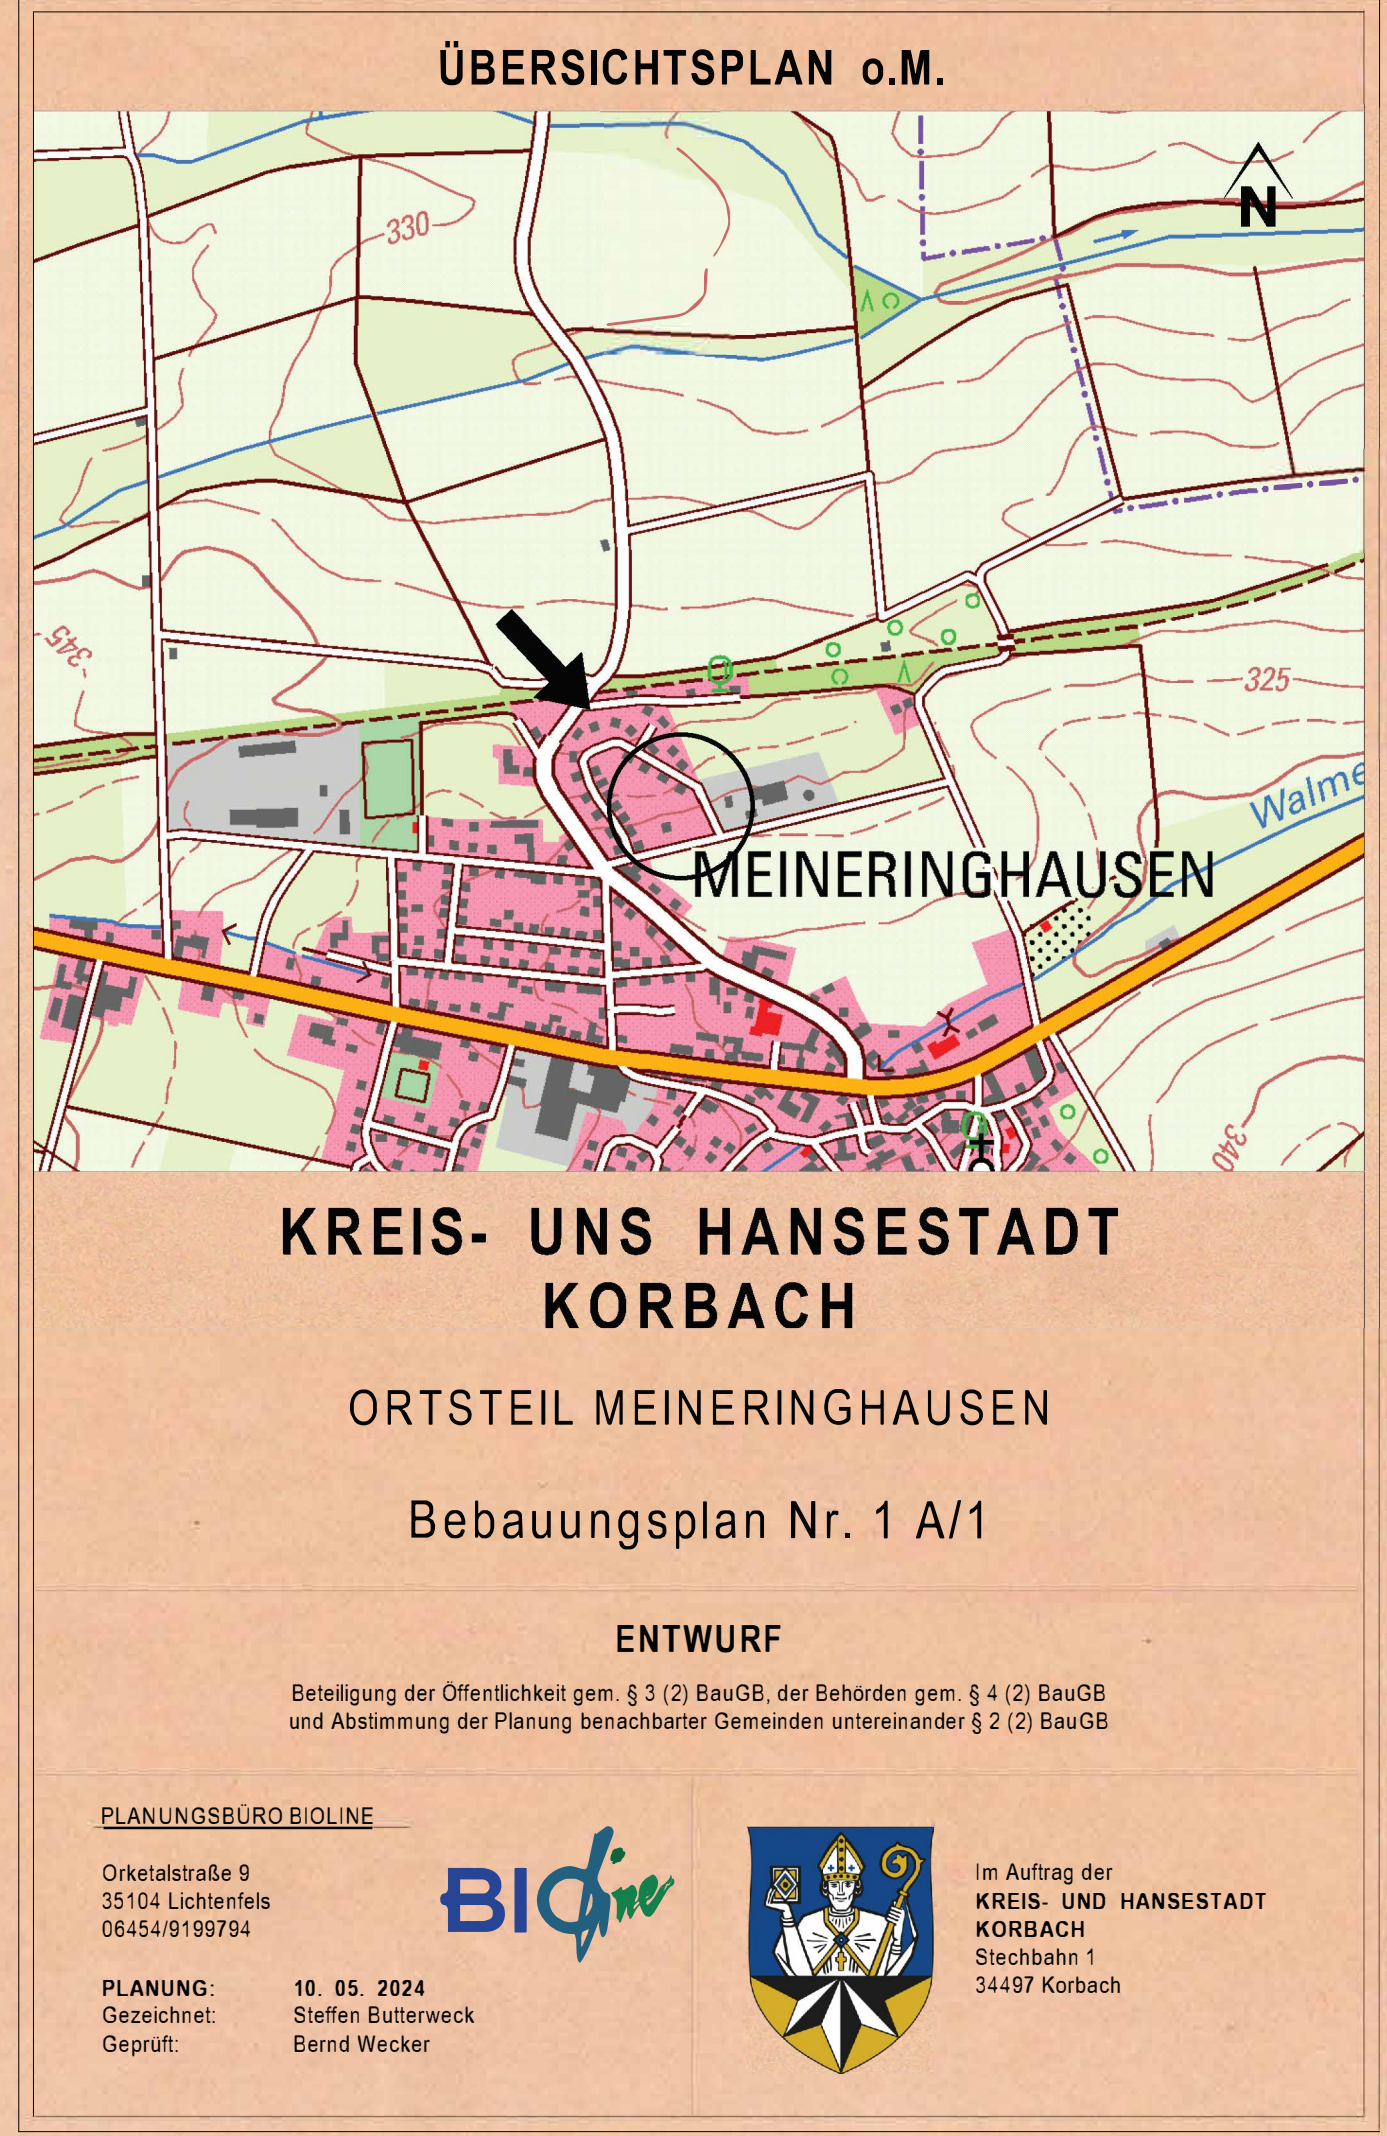 ÜBERSICHTSPLAN o.M.
N
330
345
325
Walme
MEINERINGHAUSEN
340
KREIS- UNS HANSESTADT
KORBACH
ORTSTEIL MEINERINGHAUSEN
Bebauungsplan Nr. 1 A/1
ENTWURF
Beteiligung der Öffentlichkeit gem. § 3 (2) BauGB, der Behörden gem. § 4 (2) BauGB
und Abstimmung der Planung benachbarter Gemeinden untereinander § 2 (2) BauGB
PLANUNGSBÜRO BIOLINE
Orketalstraße 9
35104 Lichtenfels
06454/9199794
BIOline
PLANUNG: 10. 05. 2024
Gezeichnet: Steffen Butterweck
Geprüft: Bernd Wecker
Im Auftrag der
KREIS- UND HANSESTADT
KORBACH
Stechbahn 1
34497 Korbach